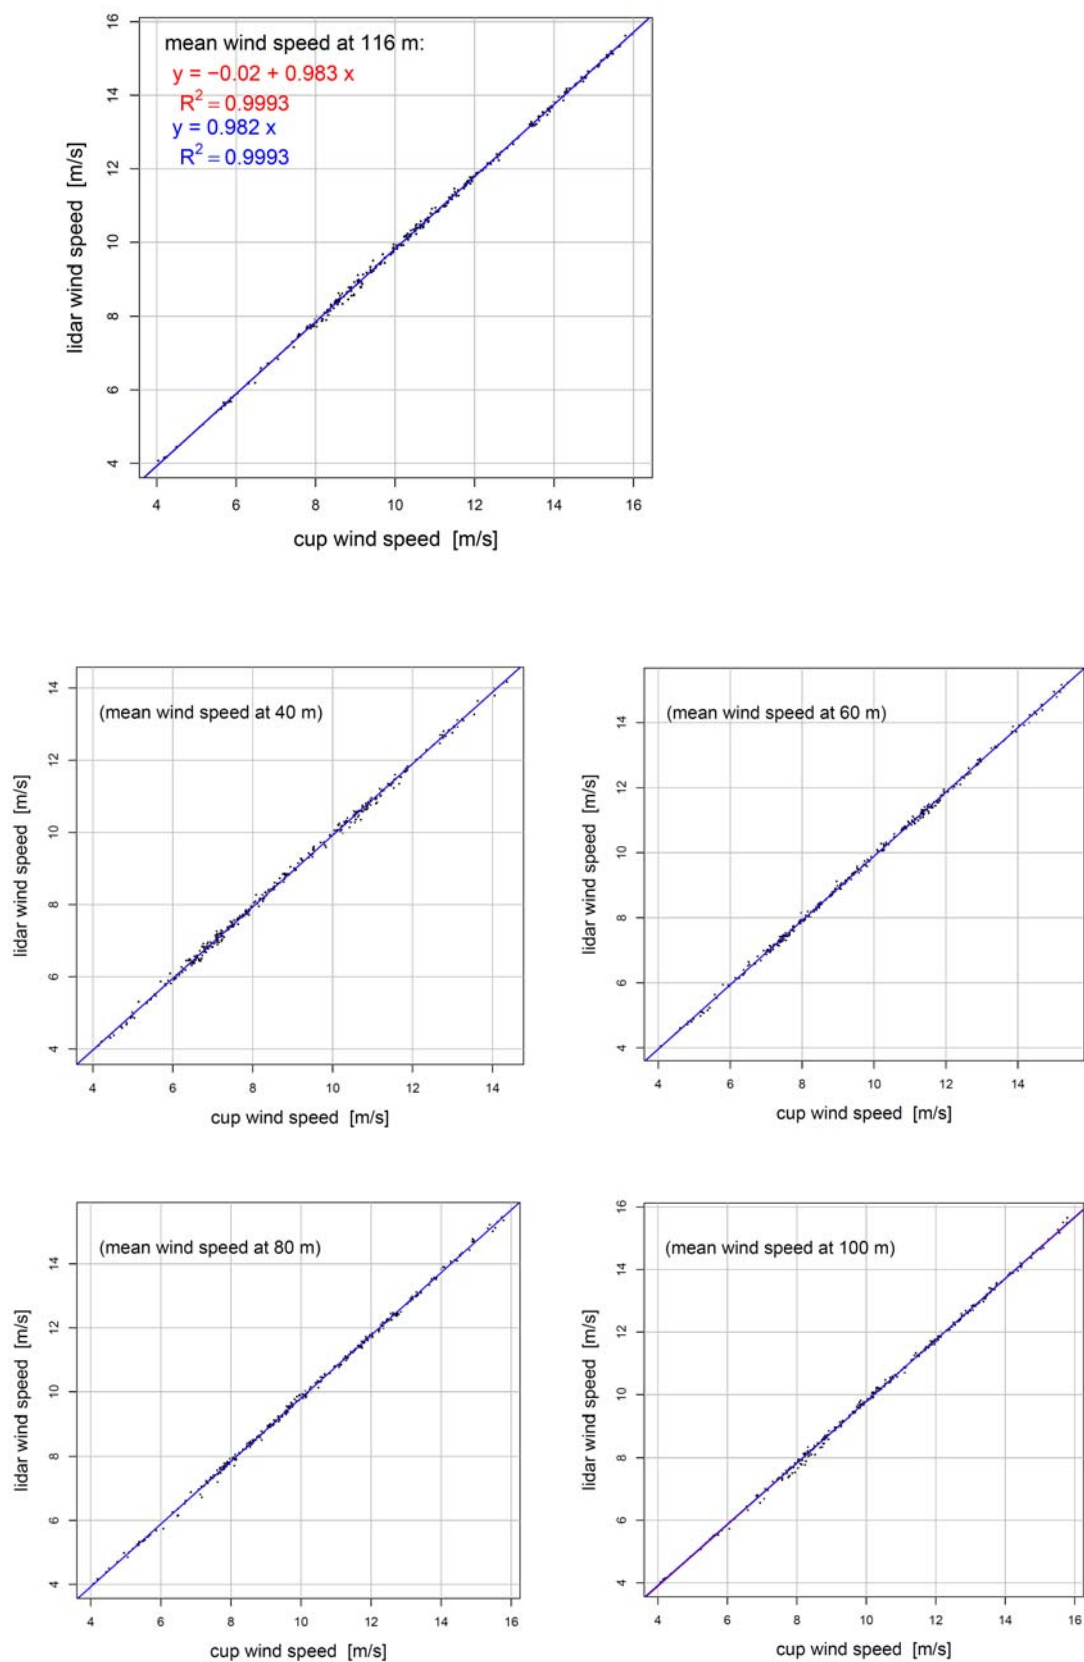 mean wind speed at 116 m:
y = −0.02 + 0.983 x
R² = 0.9993
y = 0.982 x
R² = 0.9993
lidar wind speed [m/s]
16
14
12
10
8
6
4
4 6 8 10 12 14 16
cup wind speed [m/s]
(mean wind speed at 40 m)
lidar wind speed [m/s]
14
12
10
8
6
4
4 6 8 10 12 14
cup wind speed [m/s]
(mean wind speed at 60 m)
lidar wind speed [m/s]
14
12
10
8
6
4
4 6 8 10 12 14
cup wind speed [m/s]
(mean wind speed at 80 m)
lidar wind speed [m/s]
14
12
10
8
6
4
4 6 8 10 12 14 16
cup wind speed [m/s]
(mean wind speed at 100 m)
lidar wind speed [m/s]
16
14
12
10
8
6
4
4 6 8 10 12 14 16
cup wind speed [m/s]